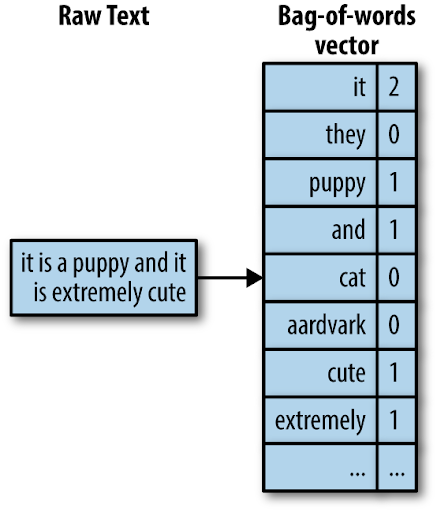 Raw Text
Bag-of-words
vector
it is a puppy and it
is extremely cute
it 2
they 0
puppy 1
and 1
cat 0
aardvark 0
cute 1
extremely 1
... ...